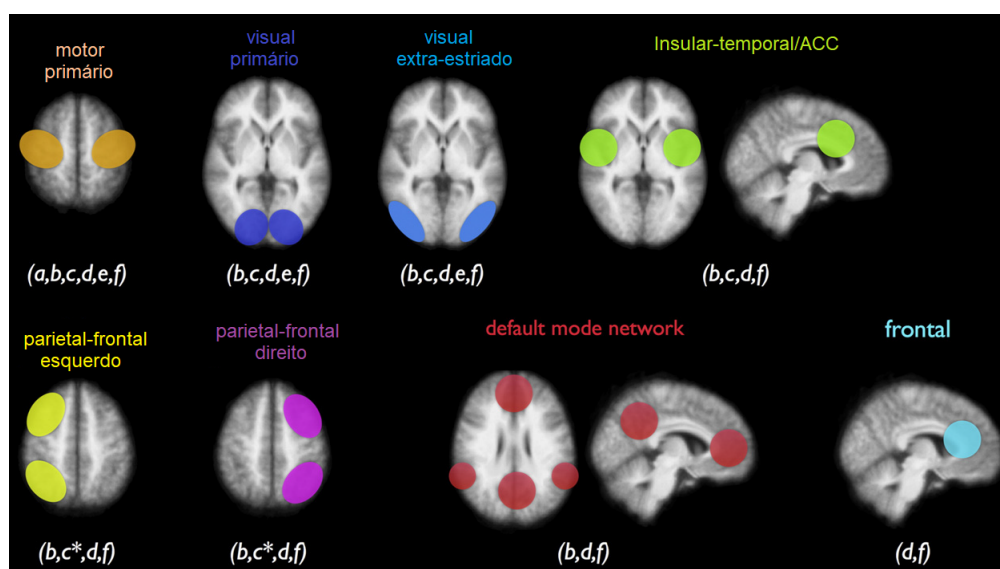 motor
primário
visual
primário
visual
extra-estriado
Insular-temporal/ACC
(a,b,c,d,e,f)
(b,c,d,e,f)
(b,c,d,e,f)
(b,c,d,f)
parietal-frontal
esquerdo
parietal-frontal
direito
default mode network
frontal
(b,c*,d,f)
(b,c*,d,f)
(b,d,f)
(d,f)